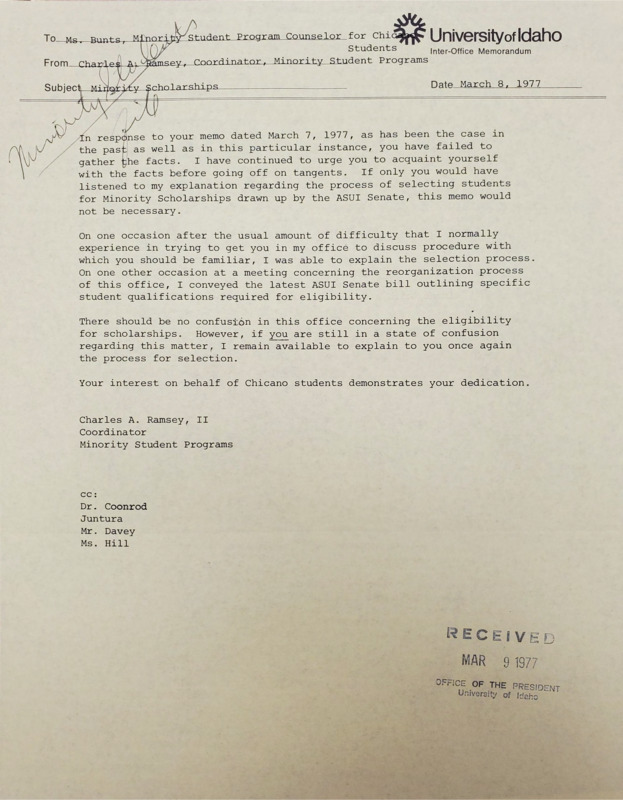 To Ms. Bunts, Minority Student Program Counselor for Chic
Students
University of Idaho
Inter-Office Memorandum
From Charles A. Ramsey, Coordinator, Minority Student Programs
Subject Minority Scholarships
Date March 8, 1977
Minority Students
In response to your memo dated March 7, 1977, as has been the case in
the past as well as in this particular instance, you have failed to
gather the facts. I have continued to urge you to acquaint yourself
with the facts before going off on tangents. If only you would have
listened to my explanation regarding the process of selecting students
for Minority Scholarships drawn up by the ASUI Senate, this memo would
not be necessary.
On one occasion after the usual amount of difficulty that I normally
experience in trying to get you in my office to discuss procedure with
which you should be familiar, I was able to explain the selection process.
On one other occasion at a meeting concerning the reorganization process
of this office, I conveyed the latest ASUI Senate bill outlining specific
student qualifications required for eligibility.
There should be no confusion in this office concerning the eligibility
for scholarships. However, if you are still in a state of confusion
regarding this matter, I remain available to explain to you once again
the process for selection.
Your interest on behalf of Chicano students demonstrates your dedication.
Charles A. Ramsey, II
Coordinator
Minority Student Programs
cc:
Dr. Coonrod
Juntura
Mr. Davey
Ms. Hill
RECEIVED
MAR 9 1977
OFFICE OF THE PRESIDENT
University of Idaho